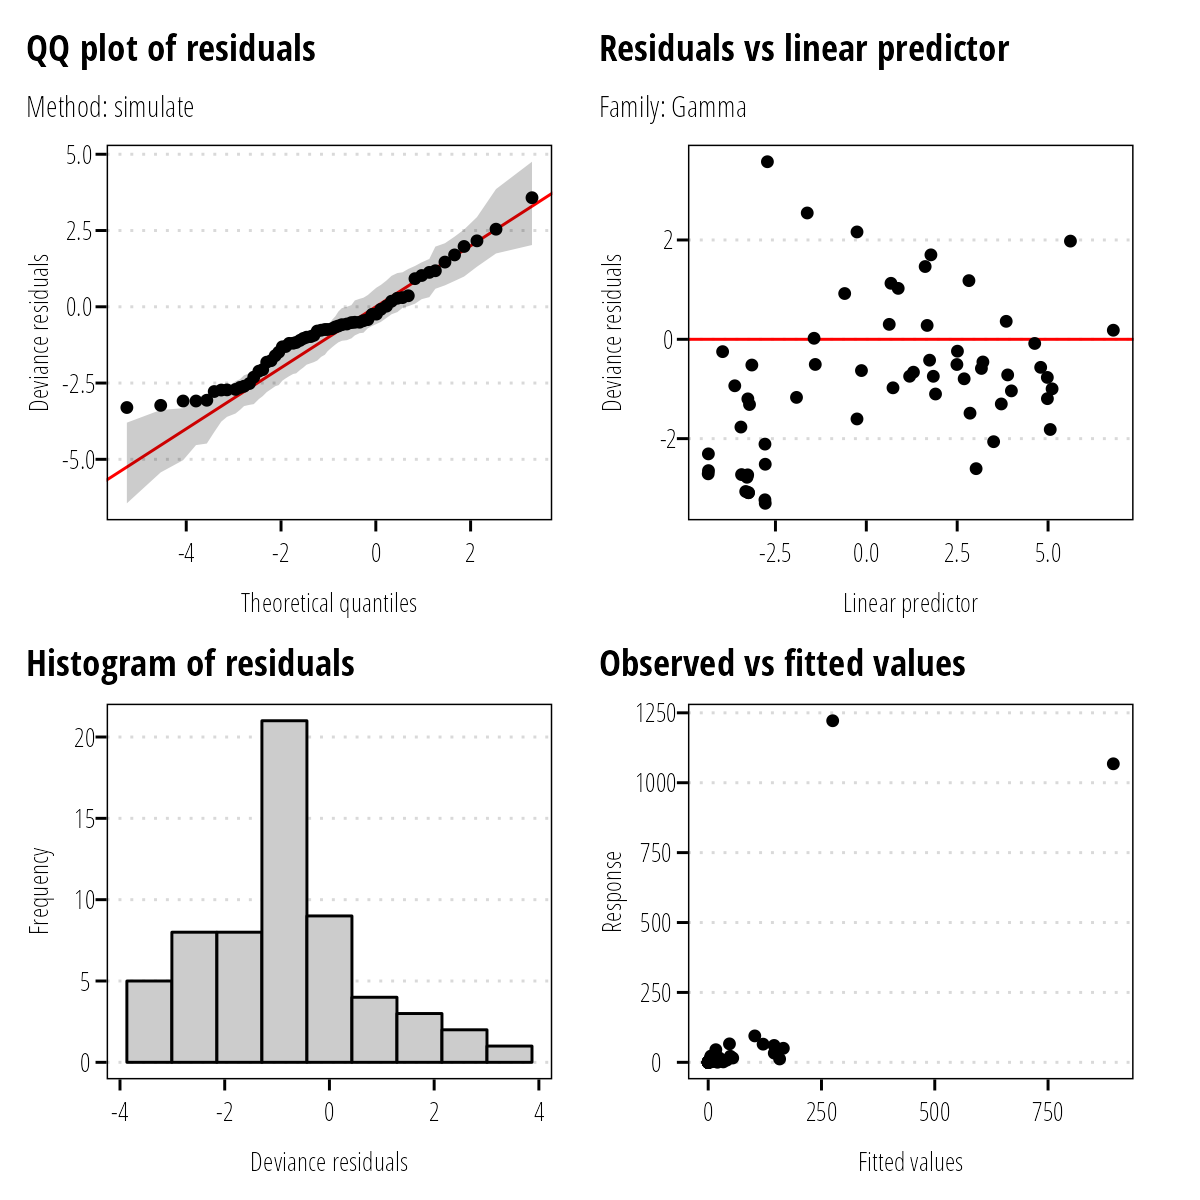 QQ plot of residuals
Method: simulate
5.0
2.5
0.0
-2.5
-5.0
Deviance residuals
-4
-2
0
2
Theoretical quantiles
Residuals vs linear predictor
Family: Gamma
2
0
-2
Deviance residuals
-2.5
0.0
2.5
5.0
Linear predictor
Histogram of residuals
20
15
10
5
0
Frequency
-4
-2
0
2
4
Deviance residuals
Observed vs fitted values
1250
1000
750
500
250
0
Response
0
250
500
750
Fitted values